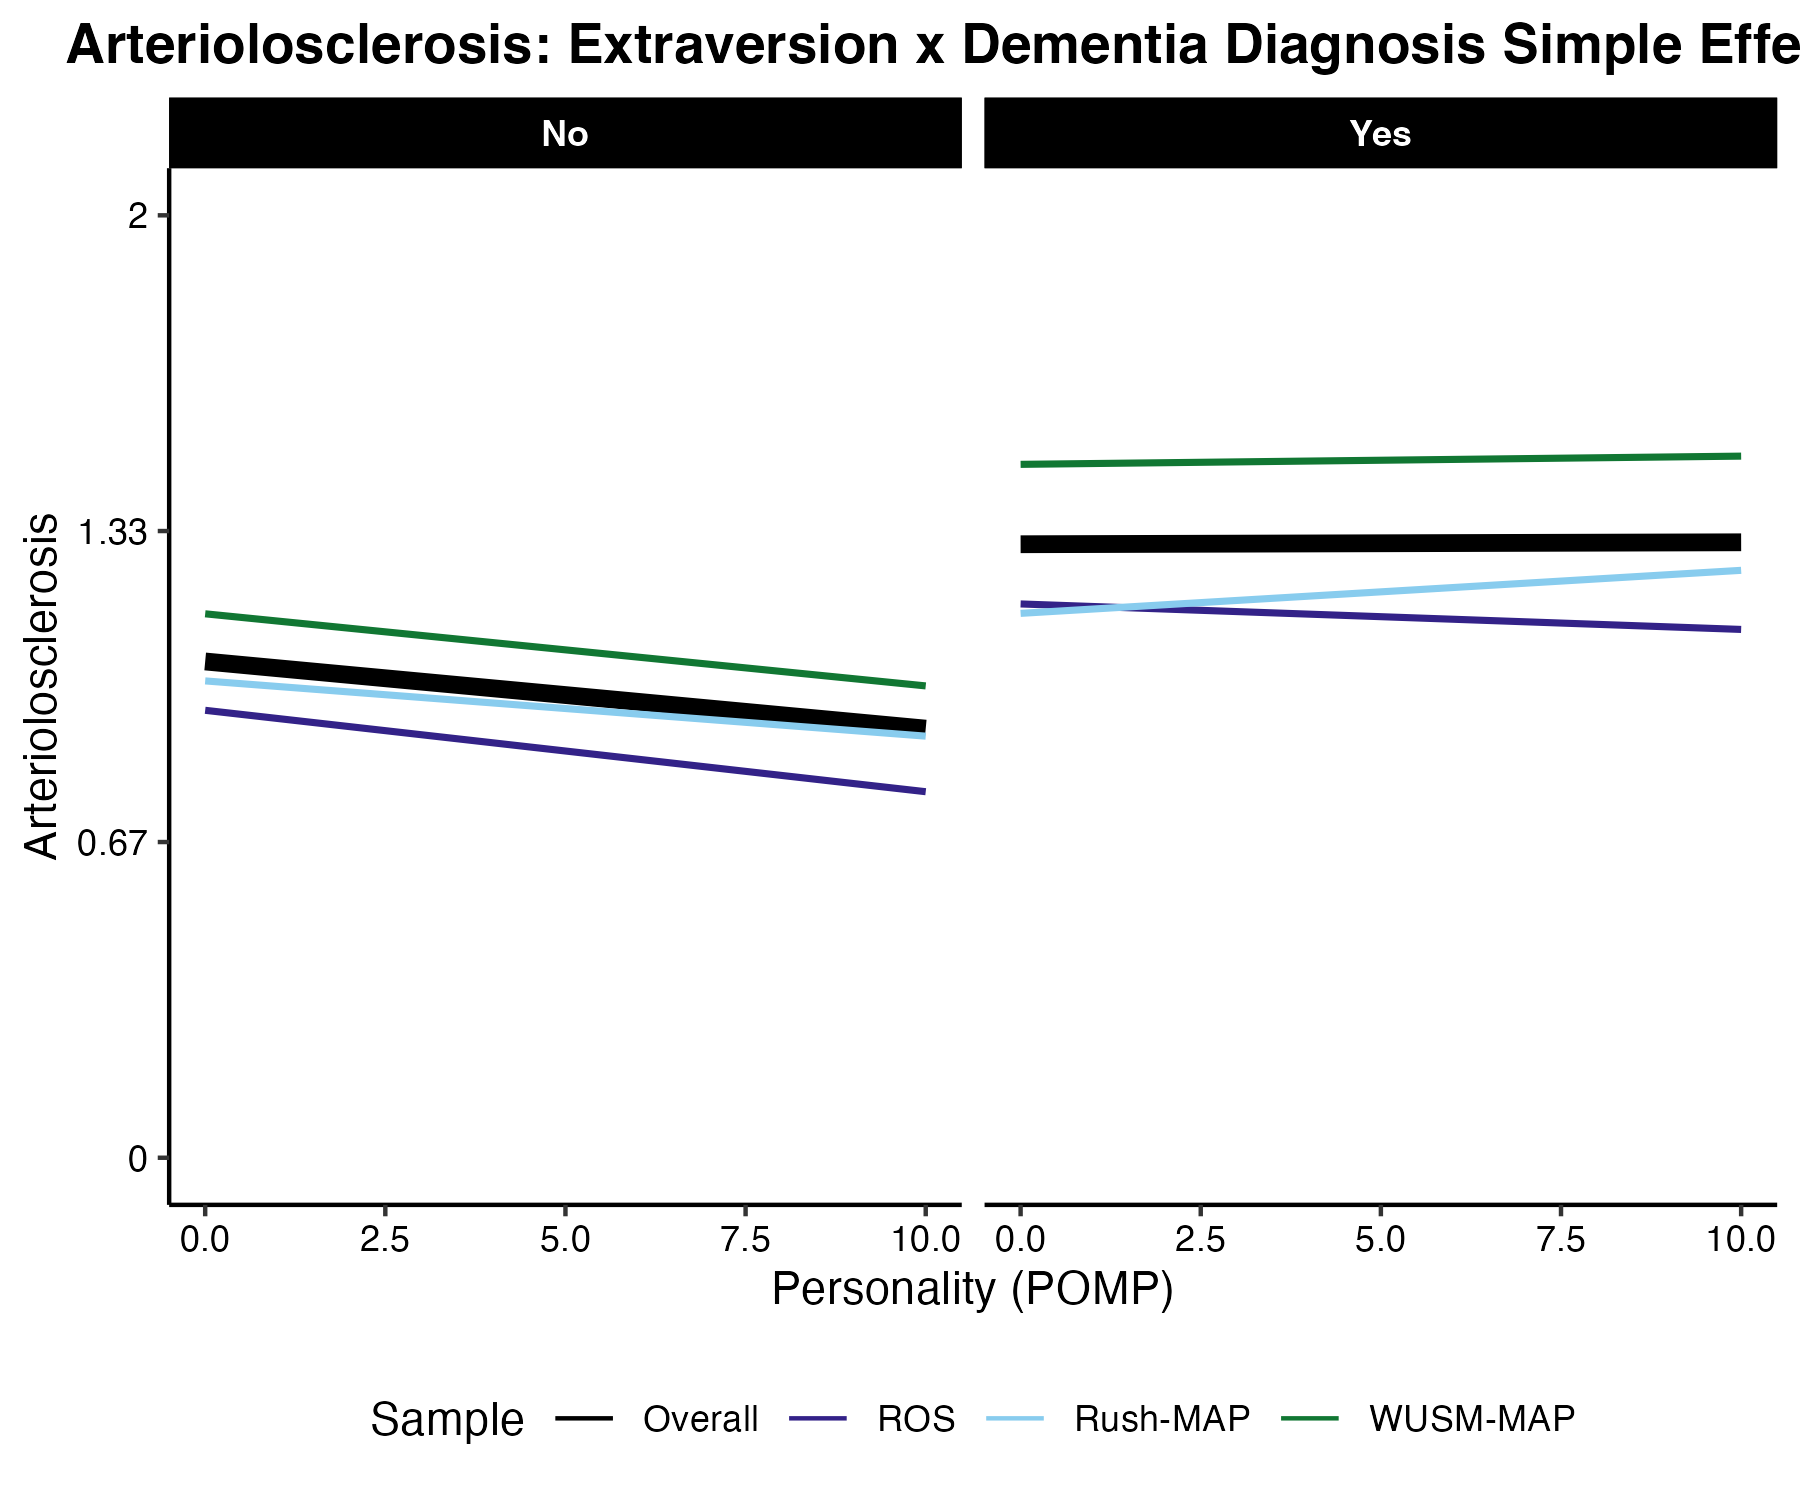 Arteriolosclerosis: Extraversion x Dementia Diagnosis Simple Effe
No
Yes
2
1.33
0.67
0
Arteriolosclerosis
0.0 2.5 5.0 7.5 10.0 0.0 2.5 5.0 7.5 10.0
Personality (POMP)
Sample Overall ROS Rush-MAP WUSM-MAP